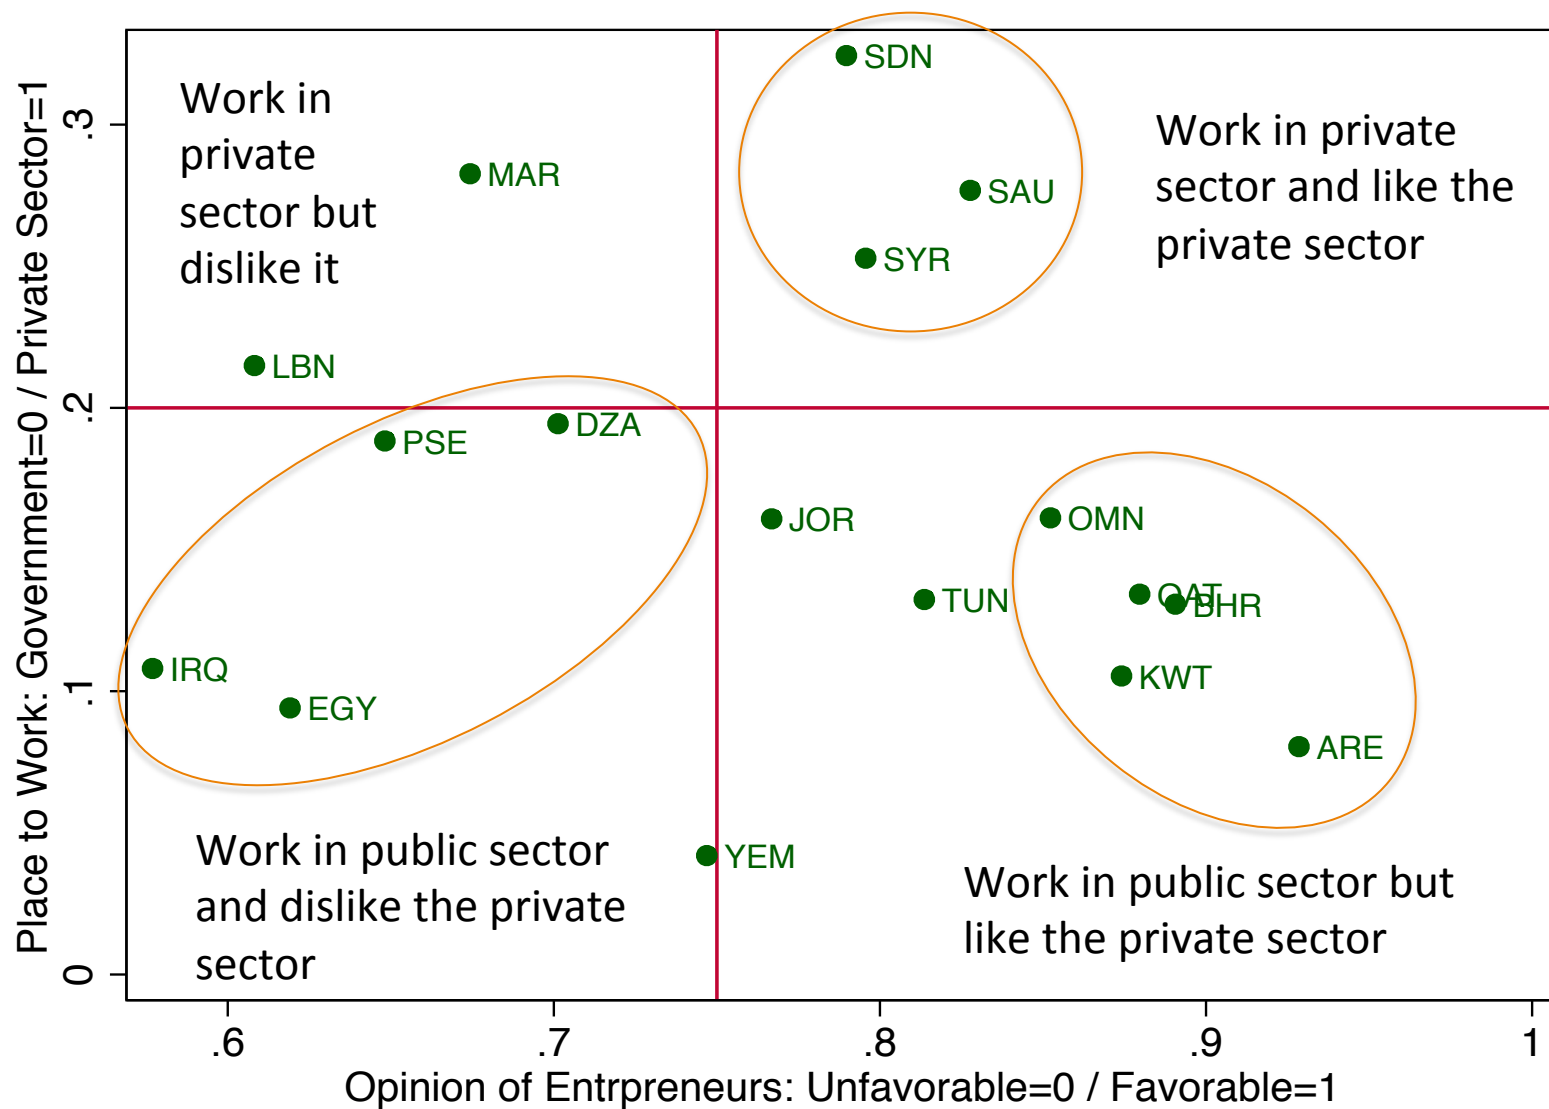 Place to Work: Government=0 / Private Sector=1
.3
.2
.1
0
Work in
private
sector but
dislike it
Work in private
sector and like the
private sector
SDN
MAR
SAU
SYR
LBN
DZA
PSE
JOR
OMN
TUN
QAT
BHR
IRQ
KWT
EGY
ARE
YEM
Work in public sector
and dislike the private
sector
Work in public sector but
like the private sector
.6
.7
.8
.9
1
Opinion of Entrpreneurs: Unfavorable=0 / Favorable=1